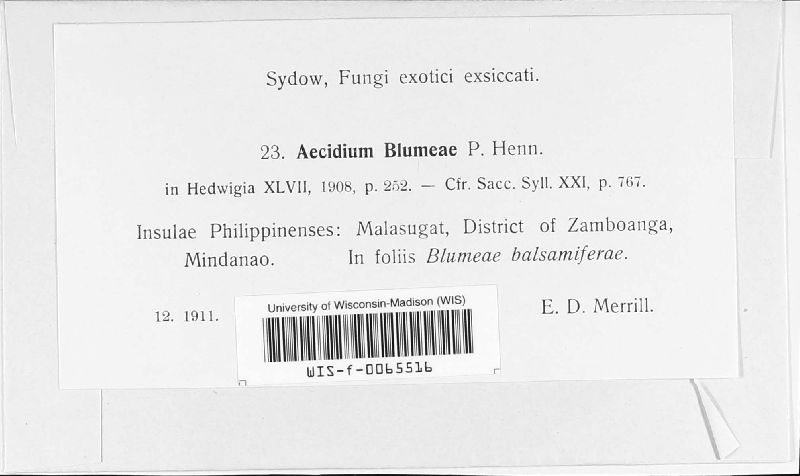 Sydow, Fungi exotici exsiccati.
23. Aecidium Blumeae P. Henn.
in Hedwigia XLVII, 1908, p. 252. — Cfr. Sacc. Syll. XXI, p. 767.
Insulae Philippinenses: Malasugat, District of Zamboanga,
Mindanao. In foliis Blumeae balsamiferae.
12. 1911. E. D. Merrill.
University of Wisconsin-Madison (WIS)
WIS-f-0065516